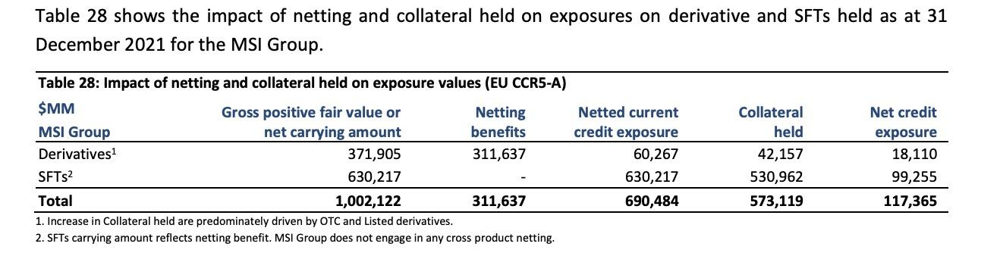 Table 28 shows the impact of netting and collateral held on exposures on derivative and SFTs held as at 31
December 2021 for the MSI Group.
Table 28: Impact of netting and collateral held on exposure values (EU CCR5-A)
$MM Gross positive fair value or Netting Netted current Collateral Net credit
MSI Group net carrying amount benefits credit exposure held exposure
Derivatives¹ 371,905 311,637 60,267 42,157 18,110
SFTs² 630,217 - 630,217 530,962 99,255
Total 1,002,122 311,637 690,484 573,119 117,365
1. Increase in Collateral held are predominately driven by OTC and Listed derivatives.
2. SFTs carrying amount reflects netting benefit. MSI Group does not engage in any cross product netting.